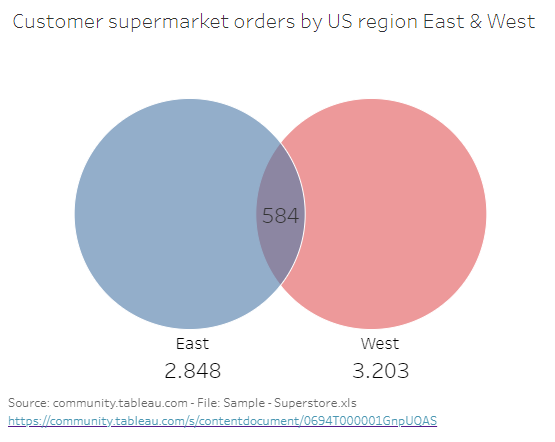 Customer supermarket orders by US region East & West
584
East West
2.848 3.203
Source: community.tableau.com - File: Sample - Superstore.xls
https://community.tableau.com/s/contentdocument/0694T000001GnpUQAS